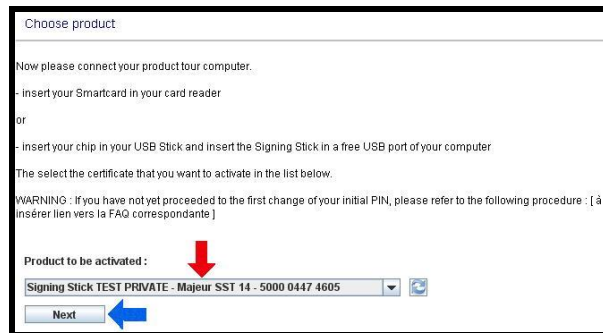 Choose product
Now please connect your product tour computer.
- insert your Smartcard in your card reader
or
- insert your chip in your USB Stick and insert the Signing Stick in a free USB port of your computer
The select the certificate that you want to activate in the list below.
WARNING : If you have not yet proceeded to the first change of your initial PIN, please refer to the following procedure : [ à
insérer lien vers la FAQ correspondante ]
Product to be activated :
Signing Stick TEST PRIVATE - Majeur SST 14 - 5000 0447 4605
Next